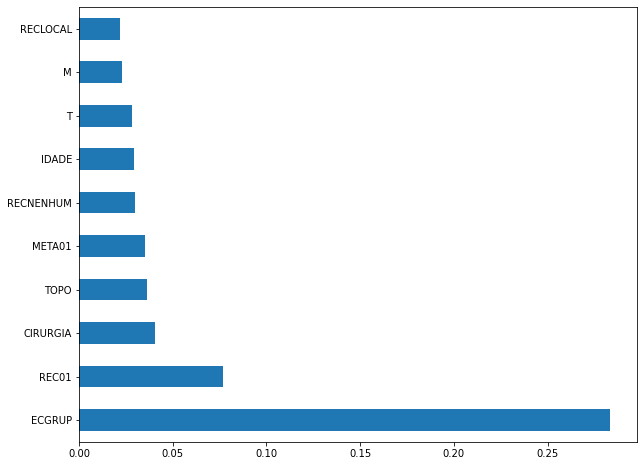 RECLOCAL
M
T
IDADE
RECNENHUM
META01
TOPO
CIRURGIA
REC01
ECGRUP
0.00 0.05 0.10 0.15 0.20 0.25